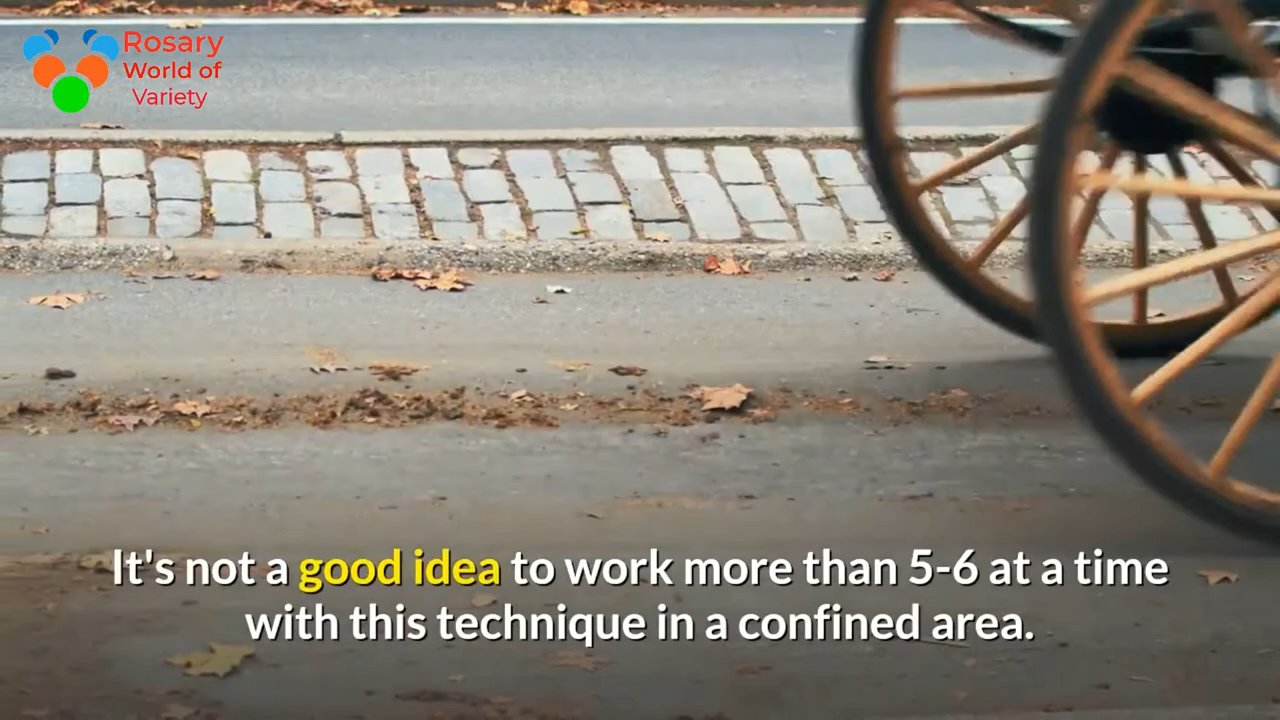 Rosary
World of
Variety
It's not a good idea to work more than 5-6 at a time
with this technique in a confined area.